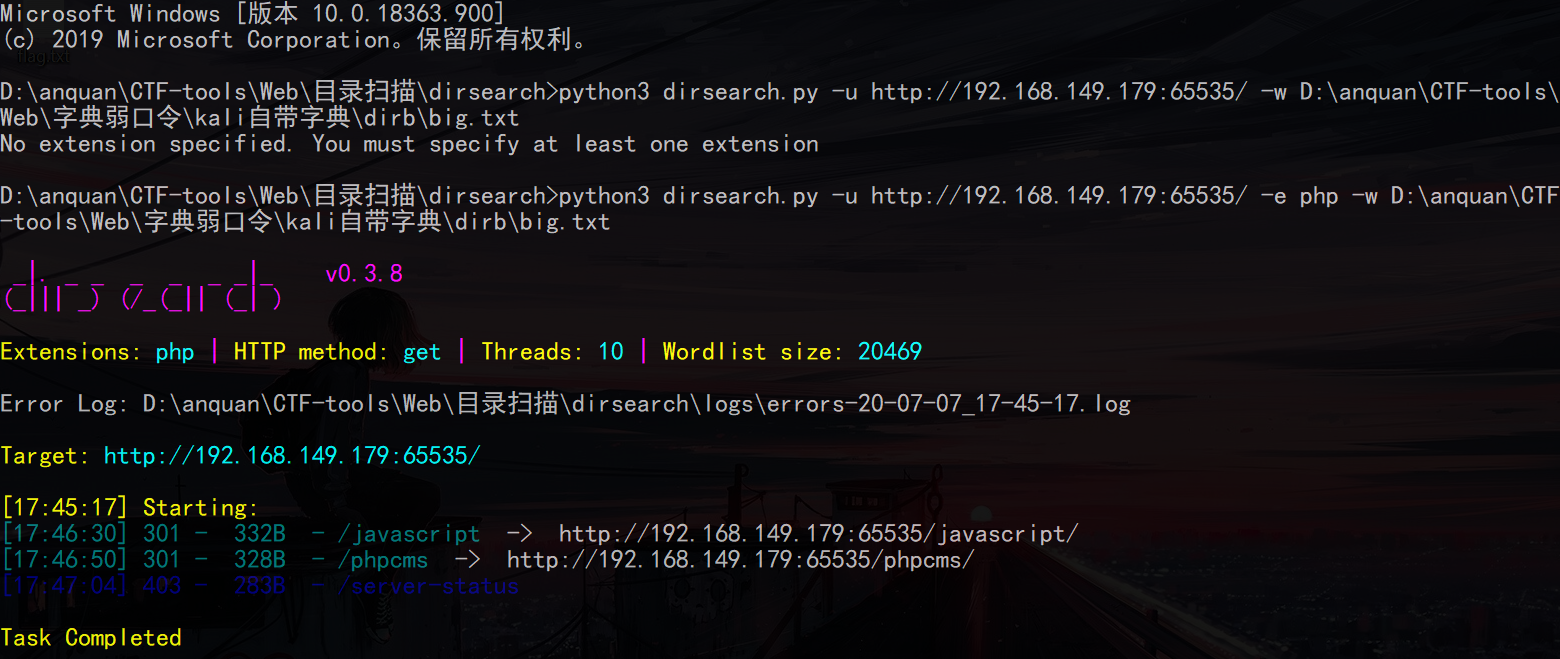 Microsoft Windows [版本 10.0.18363.900]
(c) 2019 Microsoft Corporation。保留所有权利。
flag.txt
D:\anquan\CTF-tools\Web\目录扫描\dirsearch>python3 dirsearch.py -u http://192.168.149.179:65535/ -w D:\anquan\CTF-tools\
Web\字典弱口令\kali自带字典\dirb\big.txt
No extension specified. You must specify at least one extension
D:\anquan\CTF-tools\Web\目录扫描\dirsearch>python3 dirsearch.py -u http://192.168.149.179:65535/ -e php -w D:\anquan\CTF
-tools\Web\字典弱口令\kali自带字典\dirb\big.txt
 _|. _ _  _  _  _ _|_    v0.3.8
(_||| _) (/_(_|| (_| )
Extensions: php | HTTP method: get | Threads: 10 | Wordlist size: 20469
Error Log: D:\anquan\CTF-tools\Web\目录扫描\dirsearch\logs\errors-20-07-07_17-45-17.log
Target: http://192.168.149.179:65535/
[17:45:17] Starting:
[17:46:30] 301 -  332B  - /javascript  ->  http://192.168.149.179:65535/javascript/
[17:46:50] 301 -  328B  - /phpcms  ->  http://192.168.149.179:65535/phpcms/
[17:47:04] 403 -  283B  - /server-status
Task Completed